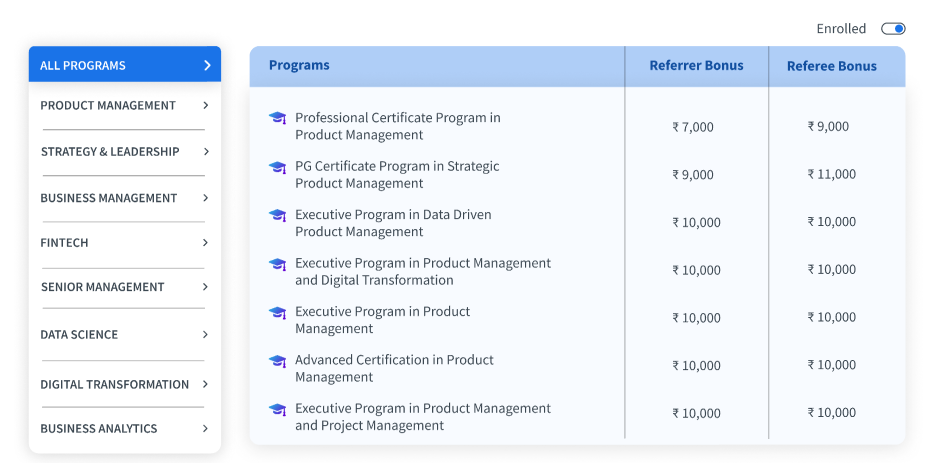 Enrolled
ALL PROGRAMS
PRODUCT MANAGEMENT
STRATEGY & LEADERSHIP
BUSINESS MANAGEMENT
FINTECH
SENIOR MANAGEMENT
DATA SCIENCE
DIGITAL TRANSFORMATION
BUSINESS ANALYTICS
Programs Referrer Bonus Referee Bonus
Professional Certificate Program in
Product Management
₹ 7,000 ₹ 9,000
PG Certificate Program in Strategic
Product Management
₹ 9,000 ₹ 11,000
Executive Program in Data Driven
Product Management
₹ 10,000 ₹ 10,000
Executive Program in Product Management
and Digital Transformation
₹ 10,000 ₹ 10,000
Executive Program in Product
Management
₹ 10,000 ₹ 10,000
Advanced Certification in Product
Management
₹ 10,000 ₹ 10,000
Executive Program in Product Management
and Project Management
₹ 10,000 ₹ 10,000